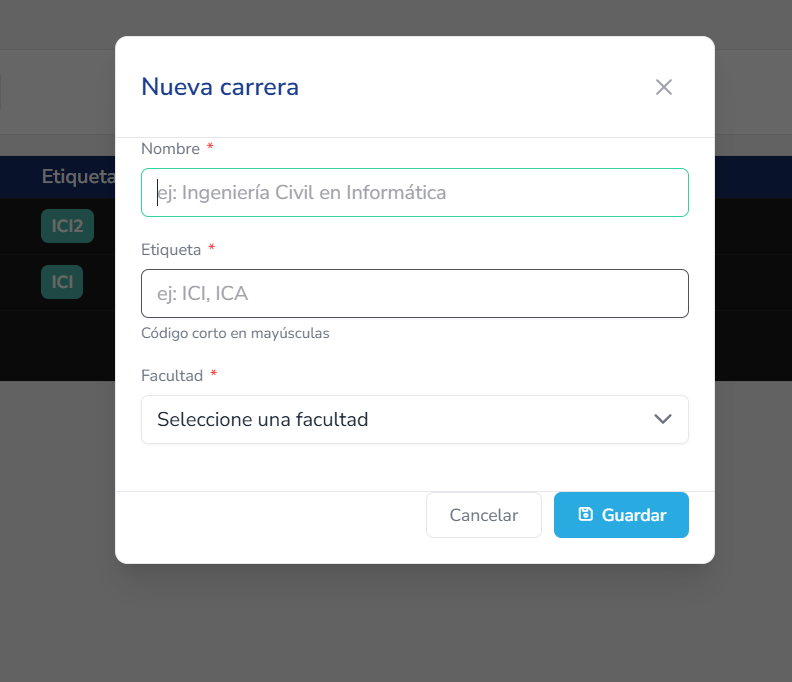 Nueva carrera
Nombre *
ej: Ingeniería Civil en Informática
Etiqueta
Etiqueta *
ICI2
ej: ICI, ICA
ICI
Código corto en mayúsculas
Facultad *
Seleccione una facultad
Cancelar
Guardar